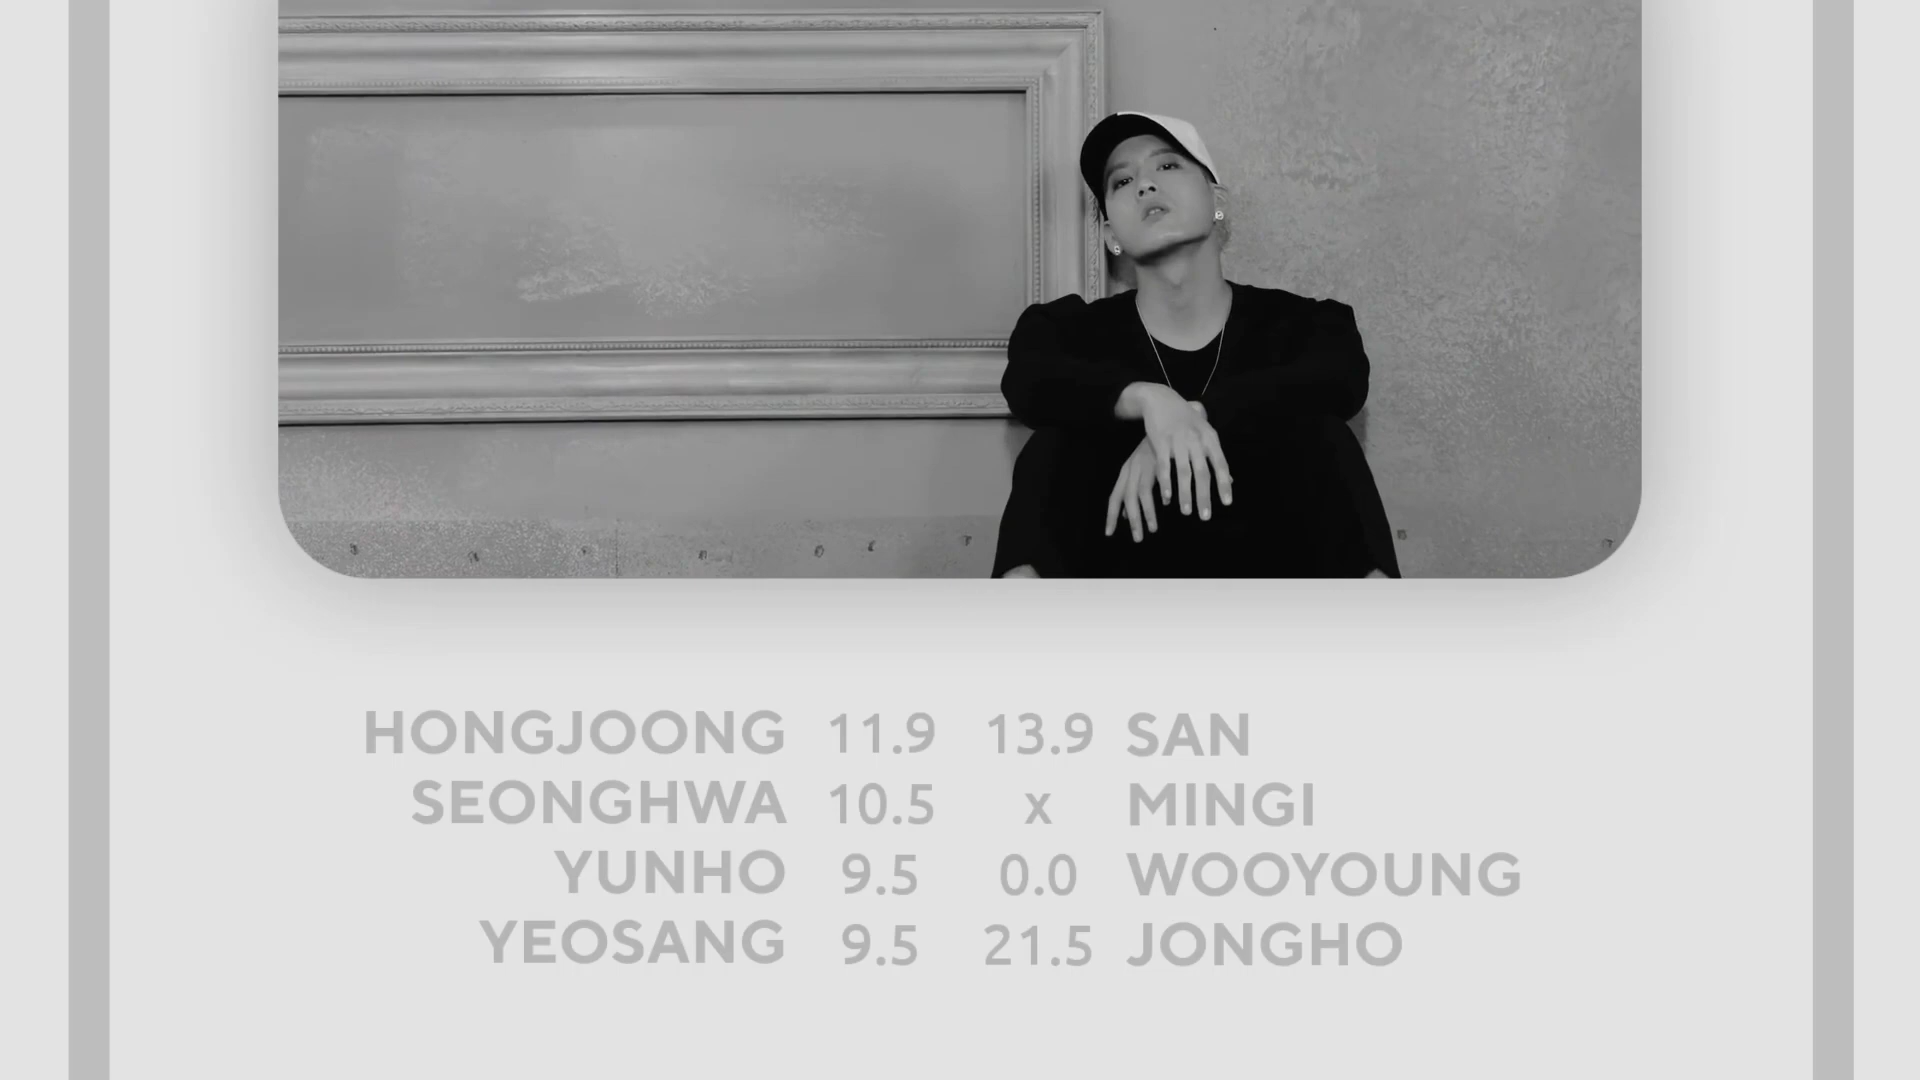 HONGJOONG 11.9 13.9 SAN
SEONGHWA 10.5 x MINGI
YUNHO 9.5 0.0 WOOYOUNG
YEOSANG 9.5 21.5 JONGHO